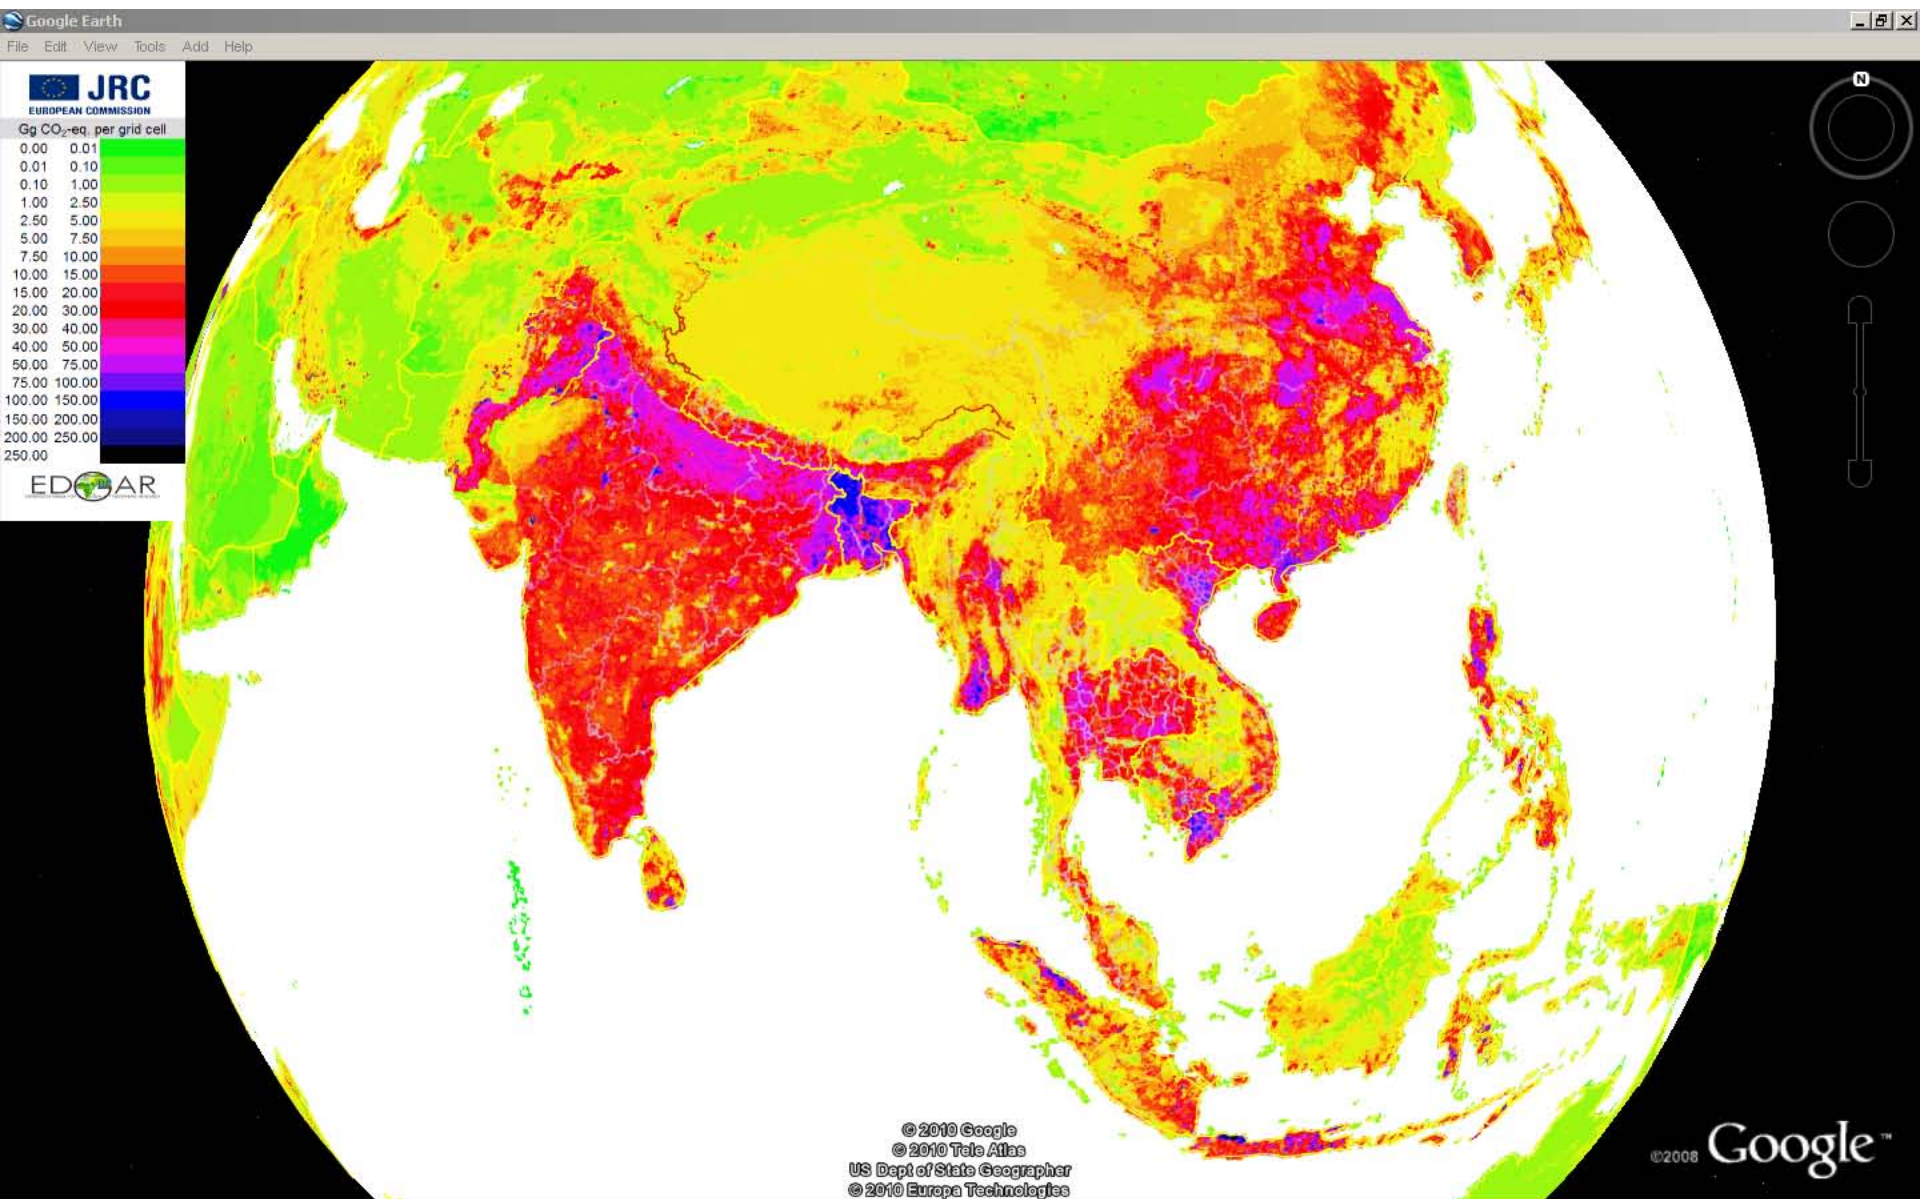 Google Earth
File Edit View Tools Add Help
JRC
EUROPEAN COMMISSION
Gg CO₂-eq. per grid cell
0.00 0.01
0.01 0.10
0.10 1.00
1.00 2.50
2.50 5.00
5.00 7.50
7.50 10.00
10.00 15.00
15.00 20.00
20.00 30.00
30.00 40.00
40.00 50.00
50.00 75.00
75.00 100.00
100.00 150.00
150.00 200.00
200.00 250.00
250.00
EDGAR
N
© 2010 Google
© 2010 Tele Atlas
US Dept of State Geographer
© 2010 Europa Technologies
©2008 Google™